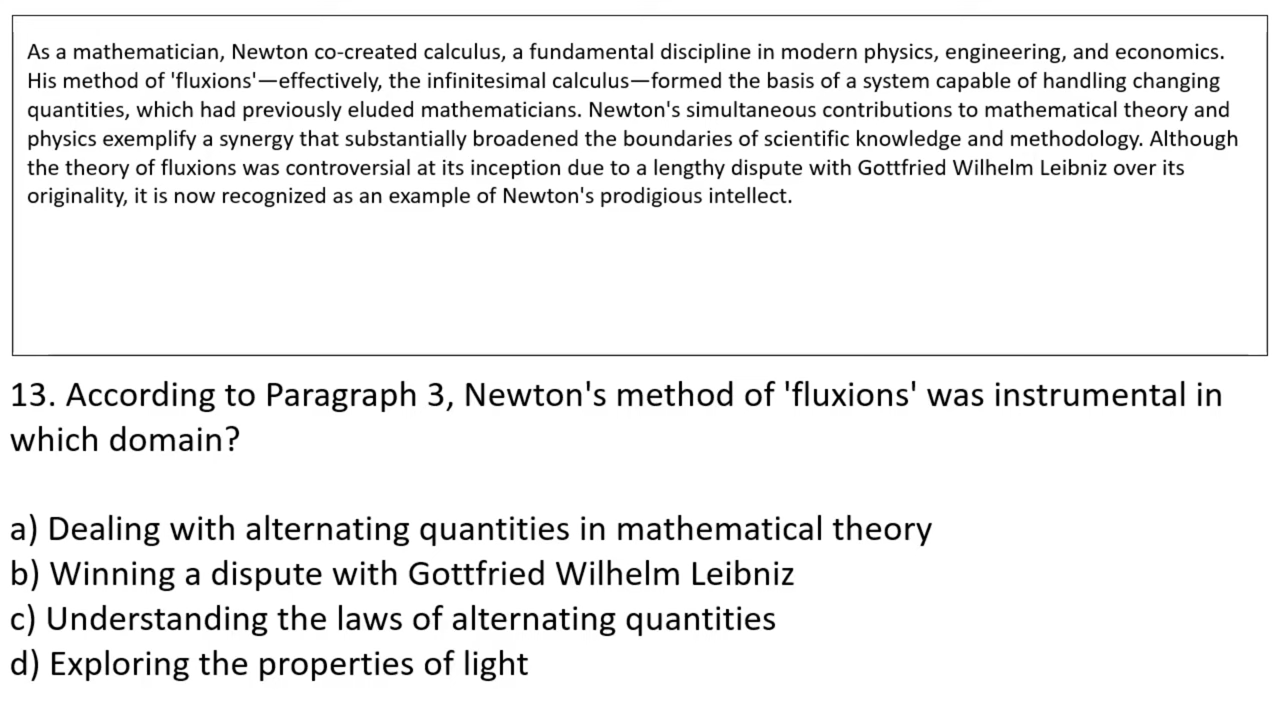 As a mathematician, Newton co-created calculus, a fundamental discipline in modern physics, engineering, and economics.
His method of 'fluxions'—effectively, the infinitesimal calculus—formed the basis of a system capable of handling changing
quantities, which had previously eluded mathematicians. Newton's simultaneous contributions to mathematical theory and
physics exemplify a synergy that substantially broadened the boundaries of scientific knowledge and methodology. Although
the theory of fluxions was controversial at its inception due to a lengthy dispute with Gottfried Wilhelm Leibniz over its
originality, it is now recognized as an example of Newton's prodigious intellect.
13. According to Paragraph 3, Newton's method of 'fluxions' was instrumental in
which domain?
a) Dealing with alternating quantities in mathematical theory
b) Winning a dispute with Gottfried Wilhelm Leibniz
c) Understanding the laws of alternating quantities
d) Exploring the properties of light